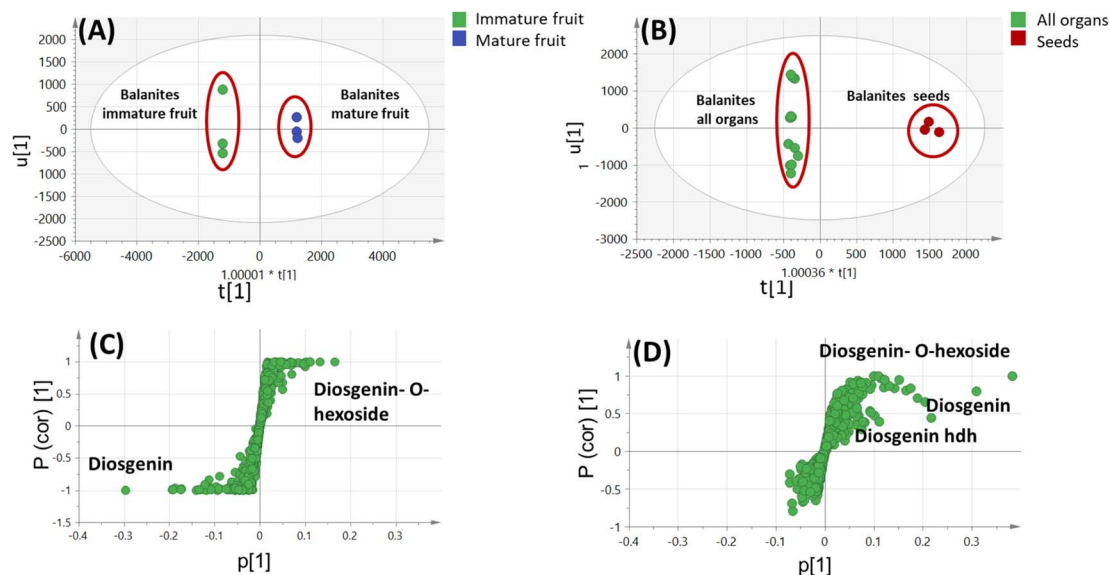 (A)
Immature fruit
Mature fruit
2000
1500
1000
500
0
-500
-1000
-1500
-2000
-2500
u[1]
Balanites
immature fruit
Balanites
mature fruit
-6000 -4000 -2000 0 2000 4000
1.00001 * t[1]
t[1]
(B)
All organs
Seeds
2000
1000
0
-1000
-2000
-3000
u[1]
1
Balanites
all organs
Balanites seeds
-2500 -2000 -1500 -1000 -500 0 500 1000 1500 2000
1.00036 * t[1]
t[1]
(C)
1
0.5
0
-0.5
-1
-1.5
P (cor) [1]
Diosgenin- O-
hexoside
Diosgenin
-0.4 -0.3 -0.2 -0.1 0 0.1 0.2 0.3
p[1]
(D)
1.5
1
0.5
0
-0.5
-1
P (cor) [1]
Diosgenin- O-hexoside
Diosgenin
Diosgenin hdh
-0.4 -0.3 -0.2 -0.1 0 0.1 0.2 0.3 0.4
p[1]